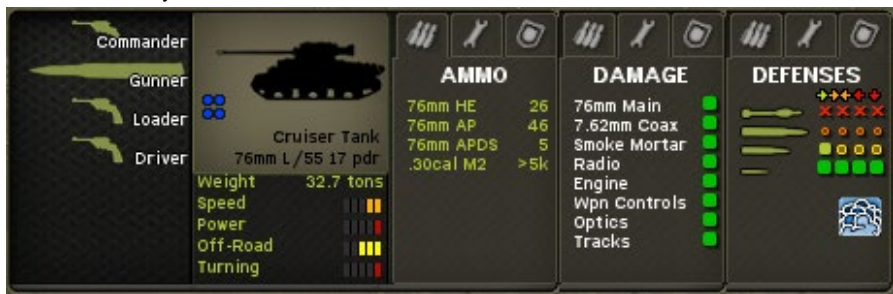 Commander
Gunner
Loader
Driver
Cruiser Tank
76mm L/55 17 pdr
Weight 32.7 tons
Speed
Power
Off-Road
Turning
AMMO
76mm HE 26
76mm AP 46
76mm APDS 5
.30cal M2 >5k
DAMAGE
76mm Main
7.62mm Coax
Smoke Mortar
Radio
Engine
Wpn Controls
Optics
Tracks
DEFENSES